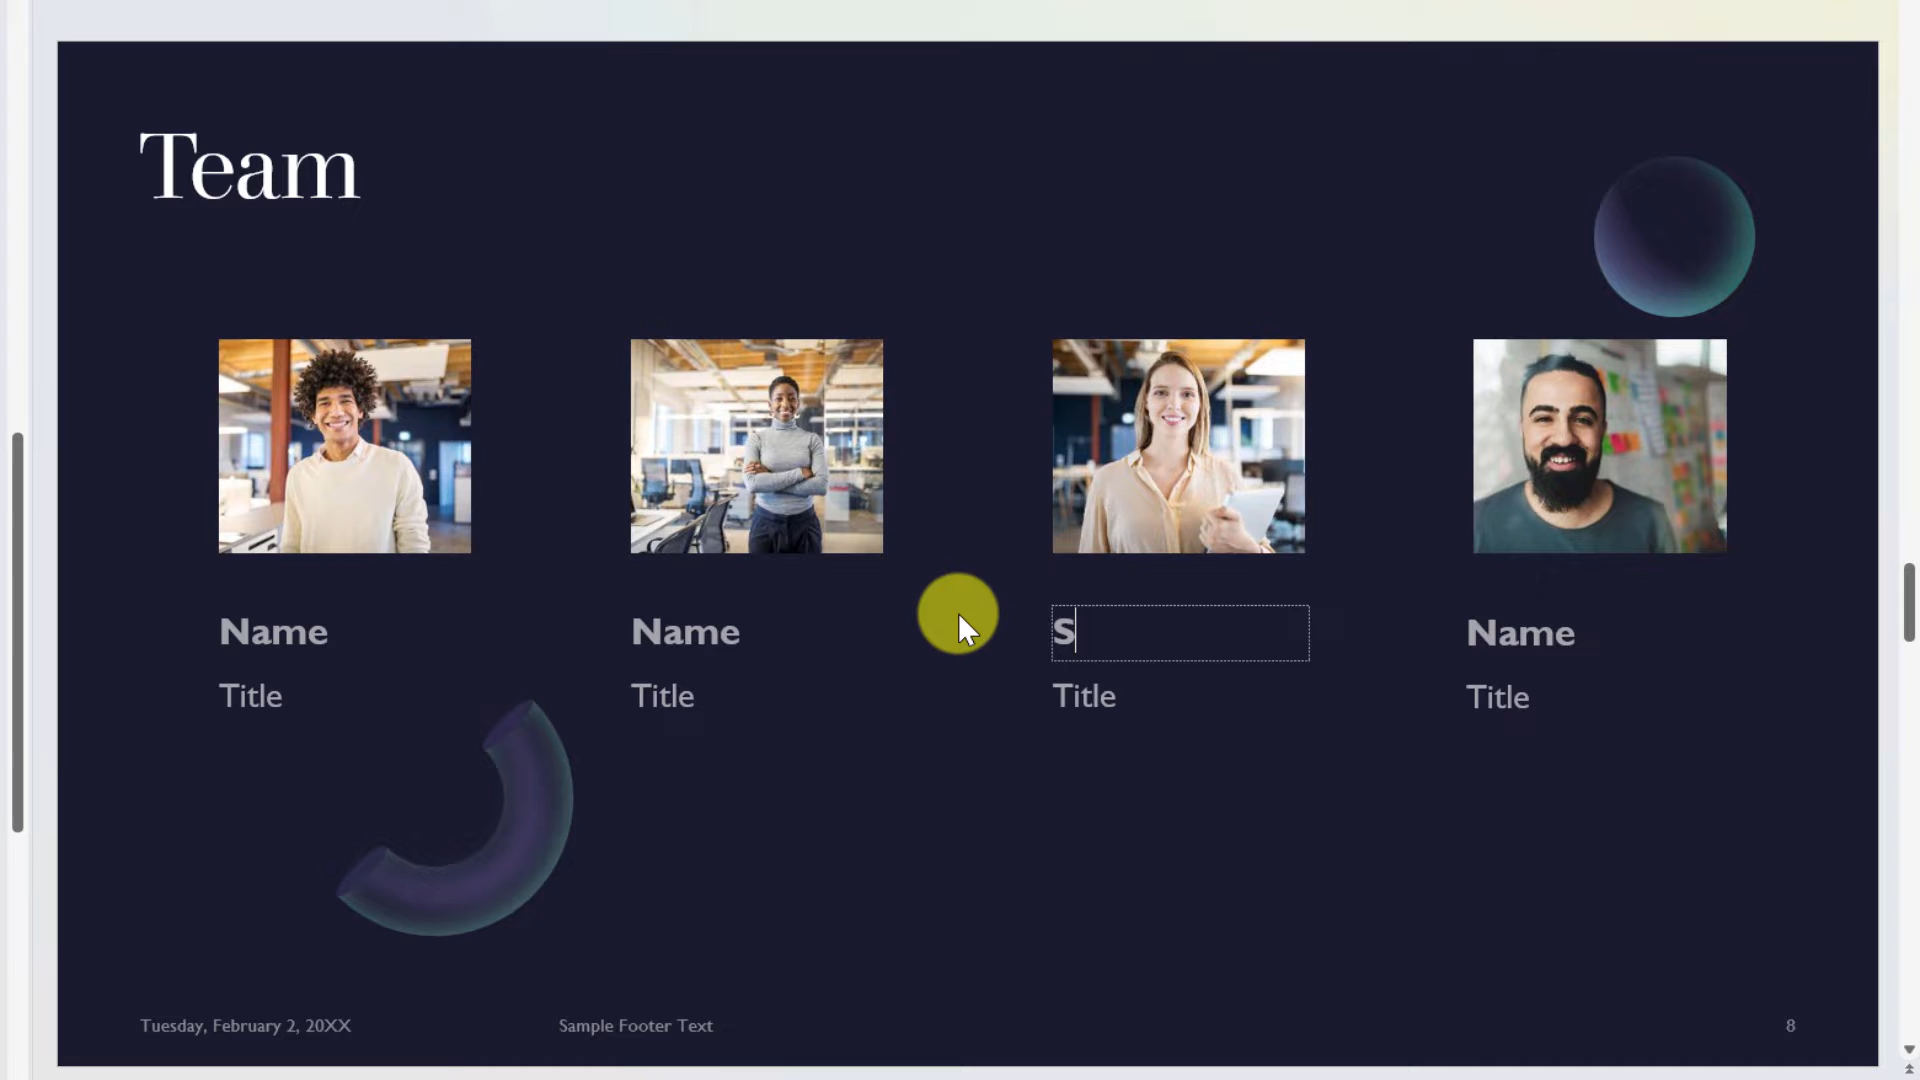 Team
Name
Name
S
Name
Title
Title
Title
Title
Tuesday, February 2, 20XX
Sample Footer Text
8